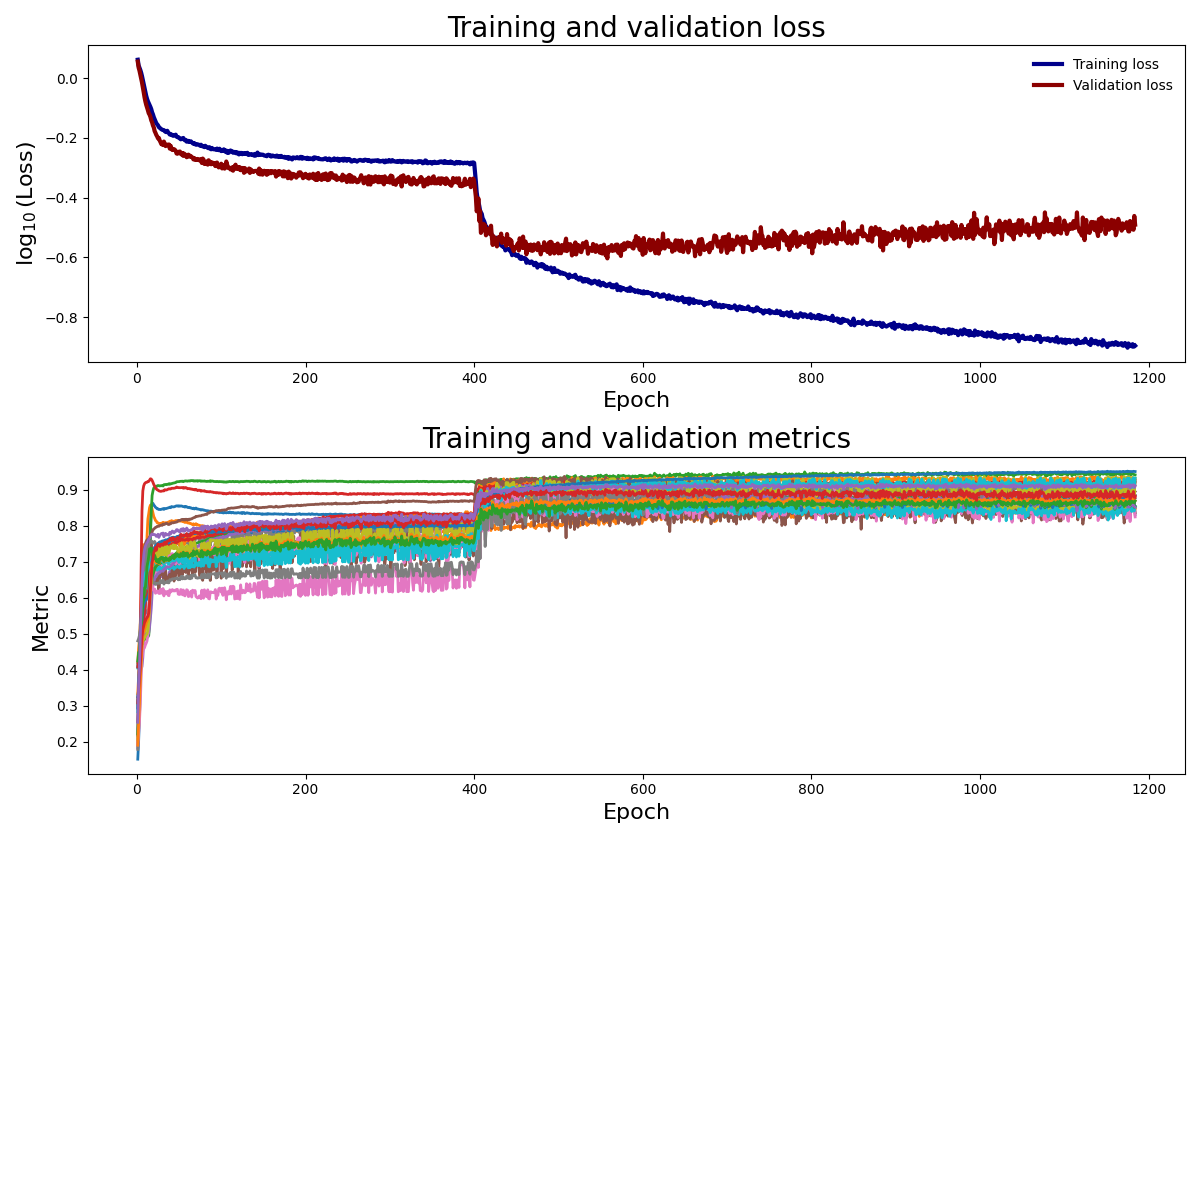 Training and validation loss
log10(Loss)
0.0
−0.2
−0.4
−0.6
−0.8
Training loss
Validation loss
0 200 400 600 800 1000 1200
Epoch
Training and validation metrics
Metric
0.9
0.8
0.7
0.6
0.5
0.4
0.3
0.2
0 200 400 600 800 1000 1200
Epoch